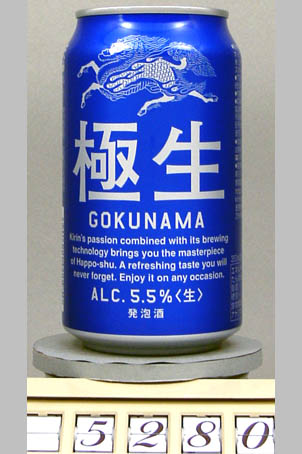 極生
GOKUNAMA
Kirin's passion combined with its brewing
technology brings you the masterpiece
of Happo-shu. A refreshing taste you will
never forget. Enjoy it on any occasion.
ALC.5.5%〈生〉
発泡酒
5280